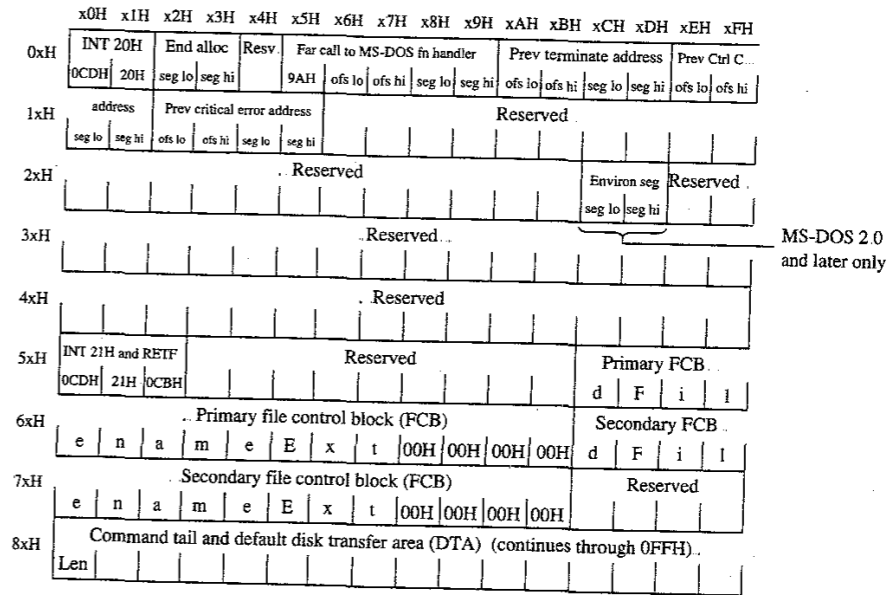 x0H x1H x2H x3H x4H x5H x6H x7H x8H x9H xAH xBH xCH xDH xEH xFH
0xH INT 20H End alloc Resv. Far call to MS-DOS fn handler Prev terminate address Prev Ctrl C...
0CDH 20H seg lo seg hi 9AH ofs lo ofs hi seg lo seg hi ofs lo ofs hi seg lo seg hi ofs lo ofs hi
1xH address Prev critical error address Reserved
seg lo seg hi ofs lo ofs hi seg lo seg hi
2xH Reserved Environ seg Reserved
seg lo seg hi
MS-DOS 2.0
and later only
3xH Reserved
4xH Reserved
5xH INT 21H and RETF Reserved Primary FCB
0CDH 21H 0CBH d F i l
6xH Primary file control block (FCB) Secondary FCB
e n a m e E x t 00H 00H 00H 00H d F i l
7xH Secondary file control block (FCB) Reserved
e n a m e E x t 00H 00H 00H 00H
8xH Command tail and default disk transfer area (DTA) (continues through 0FFH)
Len